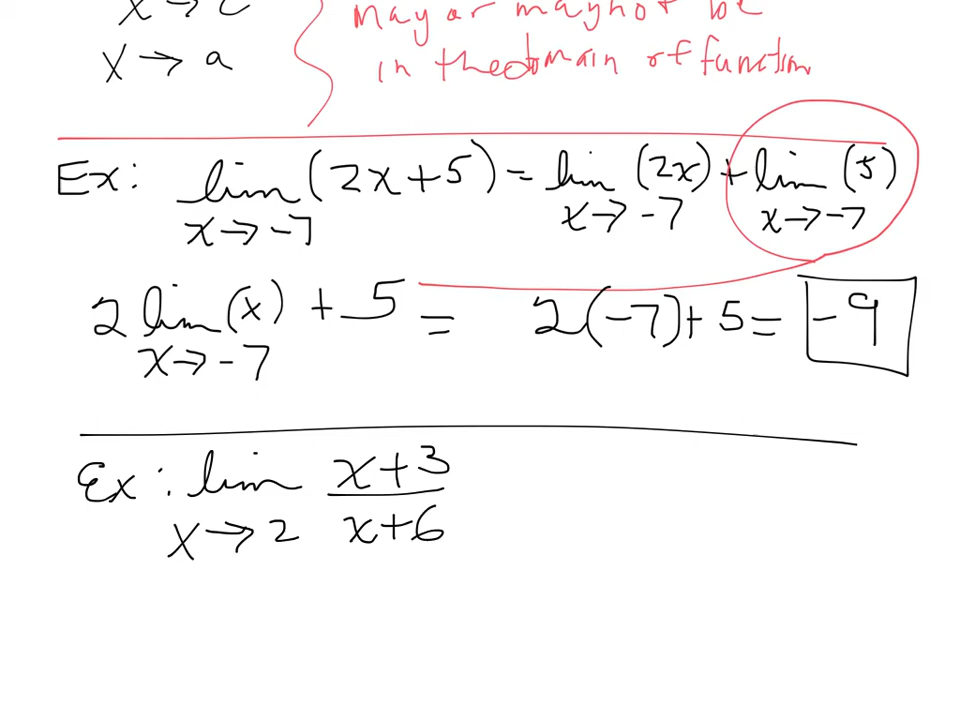 x → c
may or may not be
x → a
in the domain of function
Ex: lim (2x+5) = lim (2x) + lim (5)
x → -7 x → -7 x → -7
2 lim (x) + 5 = 2(-7) + 5 = -9
x → -7
Ex: lim x+3
x → 2 x+6